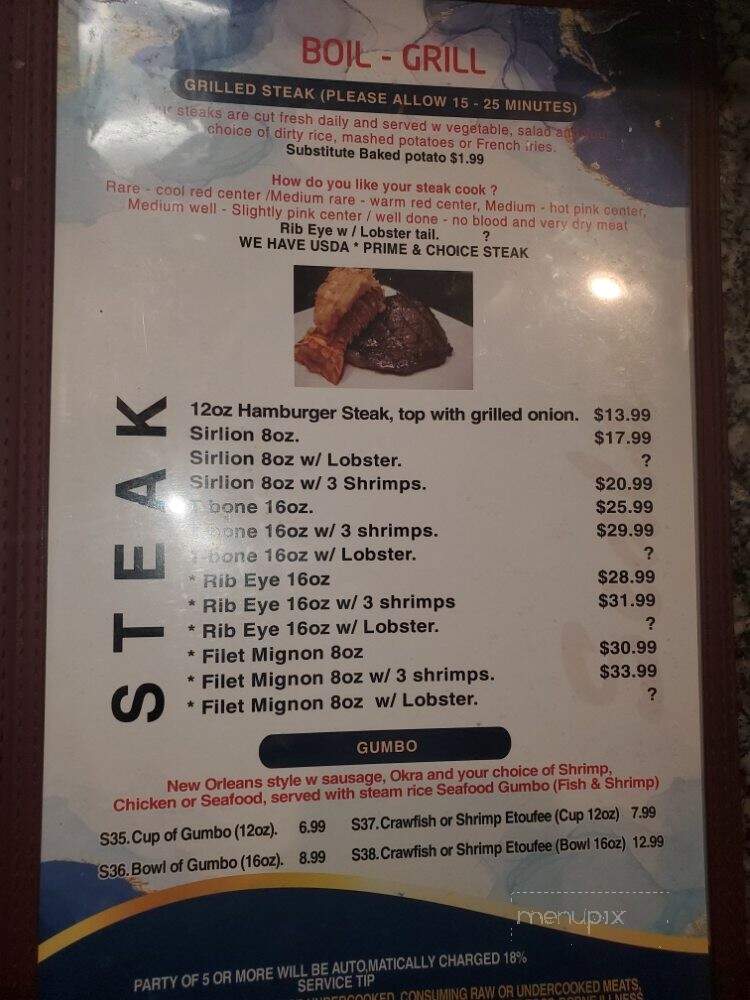 BOIL - GRILL
GRILLED STEAK (PLEASE ALLOW 15 - 25 MINUTES)
steaks are cut fresh daily and served w vegetable, salad
choice of dirty rice, mashed potatoes or French fries.
Substitute Baked potato $1.99
How do you like your steak cook ?
Rare - cool red center /Medium rare - warm red center, Medium - hot pink center,
Medium well - Slightly pink center / well done - no blood and very dry meat
Rib Eye w / Lobster tail. ?
WE HAVE USDA * PRIME & CHOICE STEAK
STEAK
12oz Hamburger Steak, top with grilled onion. $13.99
Sirlion 8oz. $17.99
Sirlion 8oz w/ Lobster. ?
Sirlion 8oz w/ 3 Shrimps. $20.99
T-bone 16oz. $25.99
T-bone 16oz w/ 3 shrimps. $29.99
T-bone 16oz w/ Lobster. ?
* Rib Eye 16oz $28.99
* Rib Eye 16oz w/ 3 shrimps $31.99
* Rib Eye 16oz w/ Lobster. ?
* Filet Mignon 8oz $30.99
* Filet Mignon 8oz w/ 3 shrimps. $33.99
* Filet Mignon 8oz w/ Lobster. ?
GUMBO
New Orleans style w sausage, Okra and your choice of Shrimp,
Chicken or Seafood, served with steam rice Seafood Gumbo (Fish & Shrimp)
S35.Cup of Gumbo (12oz). 6.99 S37.Crawfish or Shrimp Etoufee (Cup 12oz) 7.99
S36.Bowl of Gumbo (16oz). 8.99 S38.Crawfish or Shrimp Etoufee (Bowl 16oz) 12.99
menupix
PARTY OF 5 OR MORE WILL BE AUTO,MATICALLY CHARGED 18%
SERVICE TIP
CONSUMING RAW OR UNDERCOOKED MEATS,